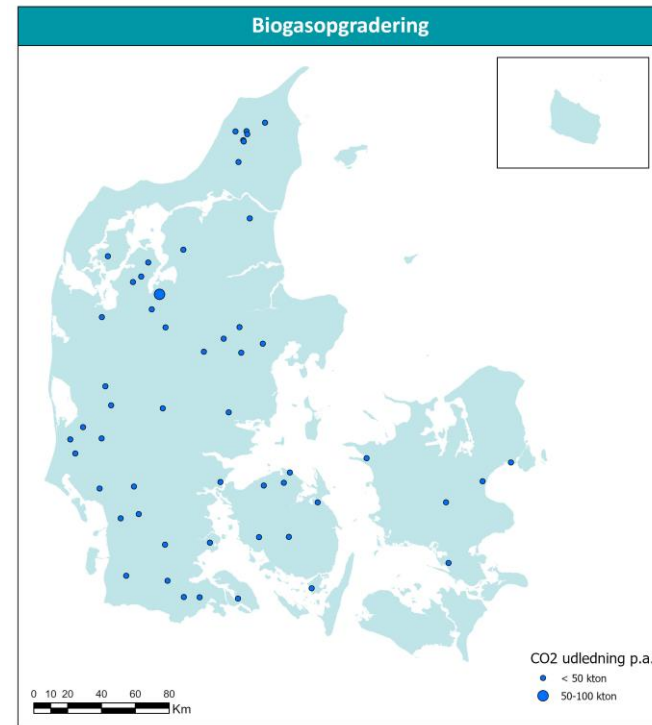 Biogasopgradering
CO2 udledning p.a.
< 50 kton
50-100 kton
0 10 20 40 60 80
Km